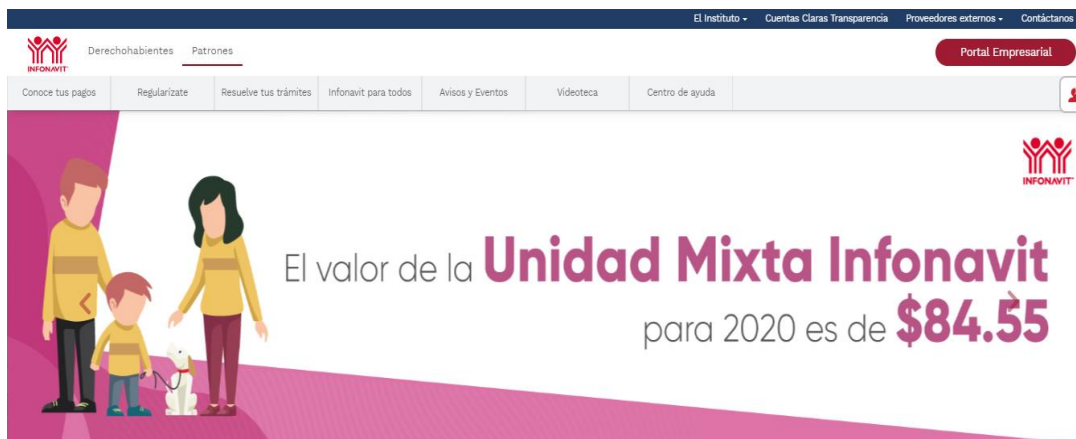 El Instituto Cuentas Claras Transparencia Proveedores externos Contáctanos
INFONAVIT
Derechohabientes Patrones
Portal Empresarial
Conoce tus pagos Regularízate Resuelve tus trámites Infonavit para todos Avisos y Eventos Videoteca Centro de ayuda
INFONAVIT
El valor de la Unidad Mixta Infonavit
para 2020 es de $84.55